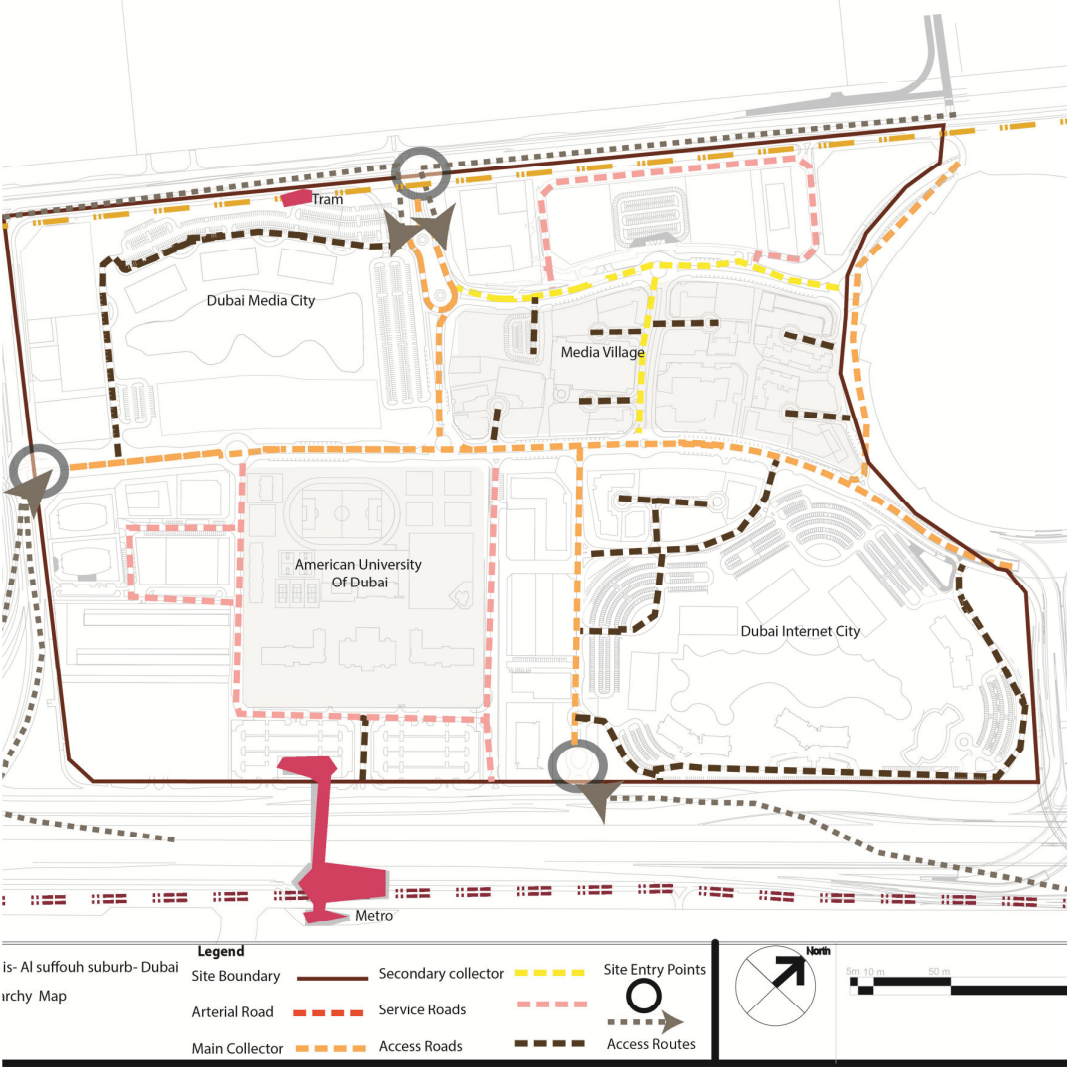 Tram
Dubai Media City
Media Village
American University
Of Dubai
Dubai Internet City
Metro
Legend
is- Al suffouh suburb- Dubai
archy Map
Site Boundary
Secondary collector
Site Entry Points
Arterial Road
Service Roads
Main Collector
Access Roads
Access Routes
North
5m 10 m 50 m